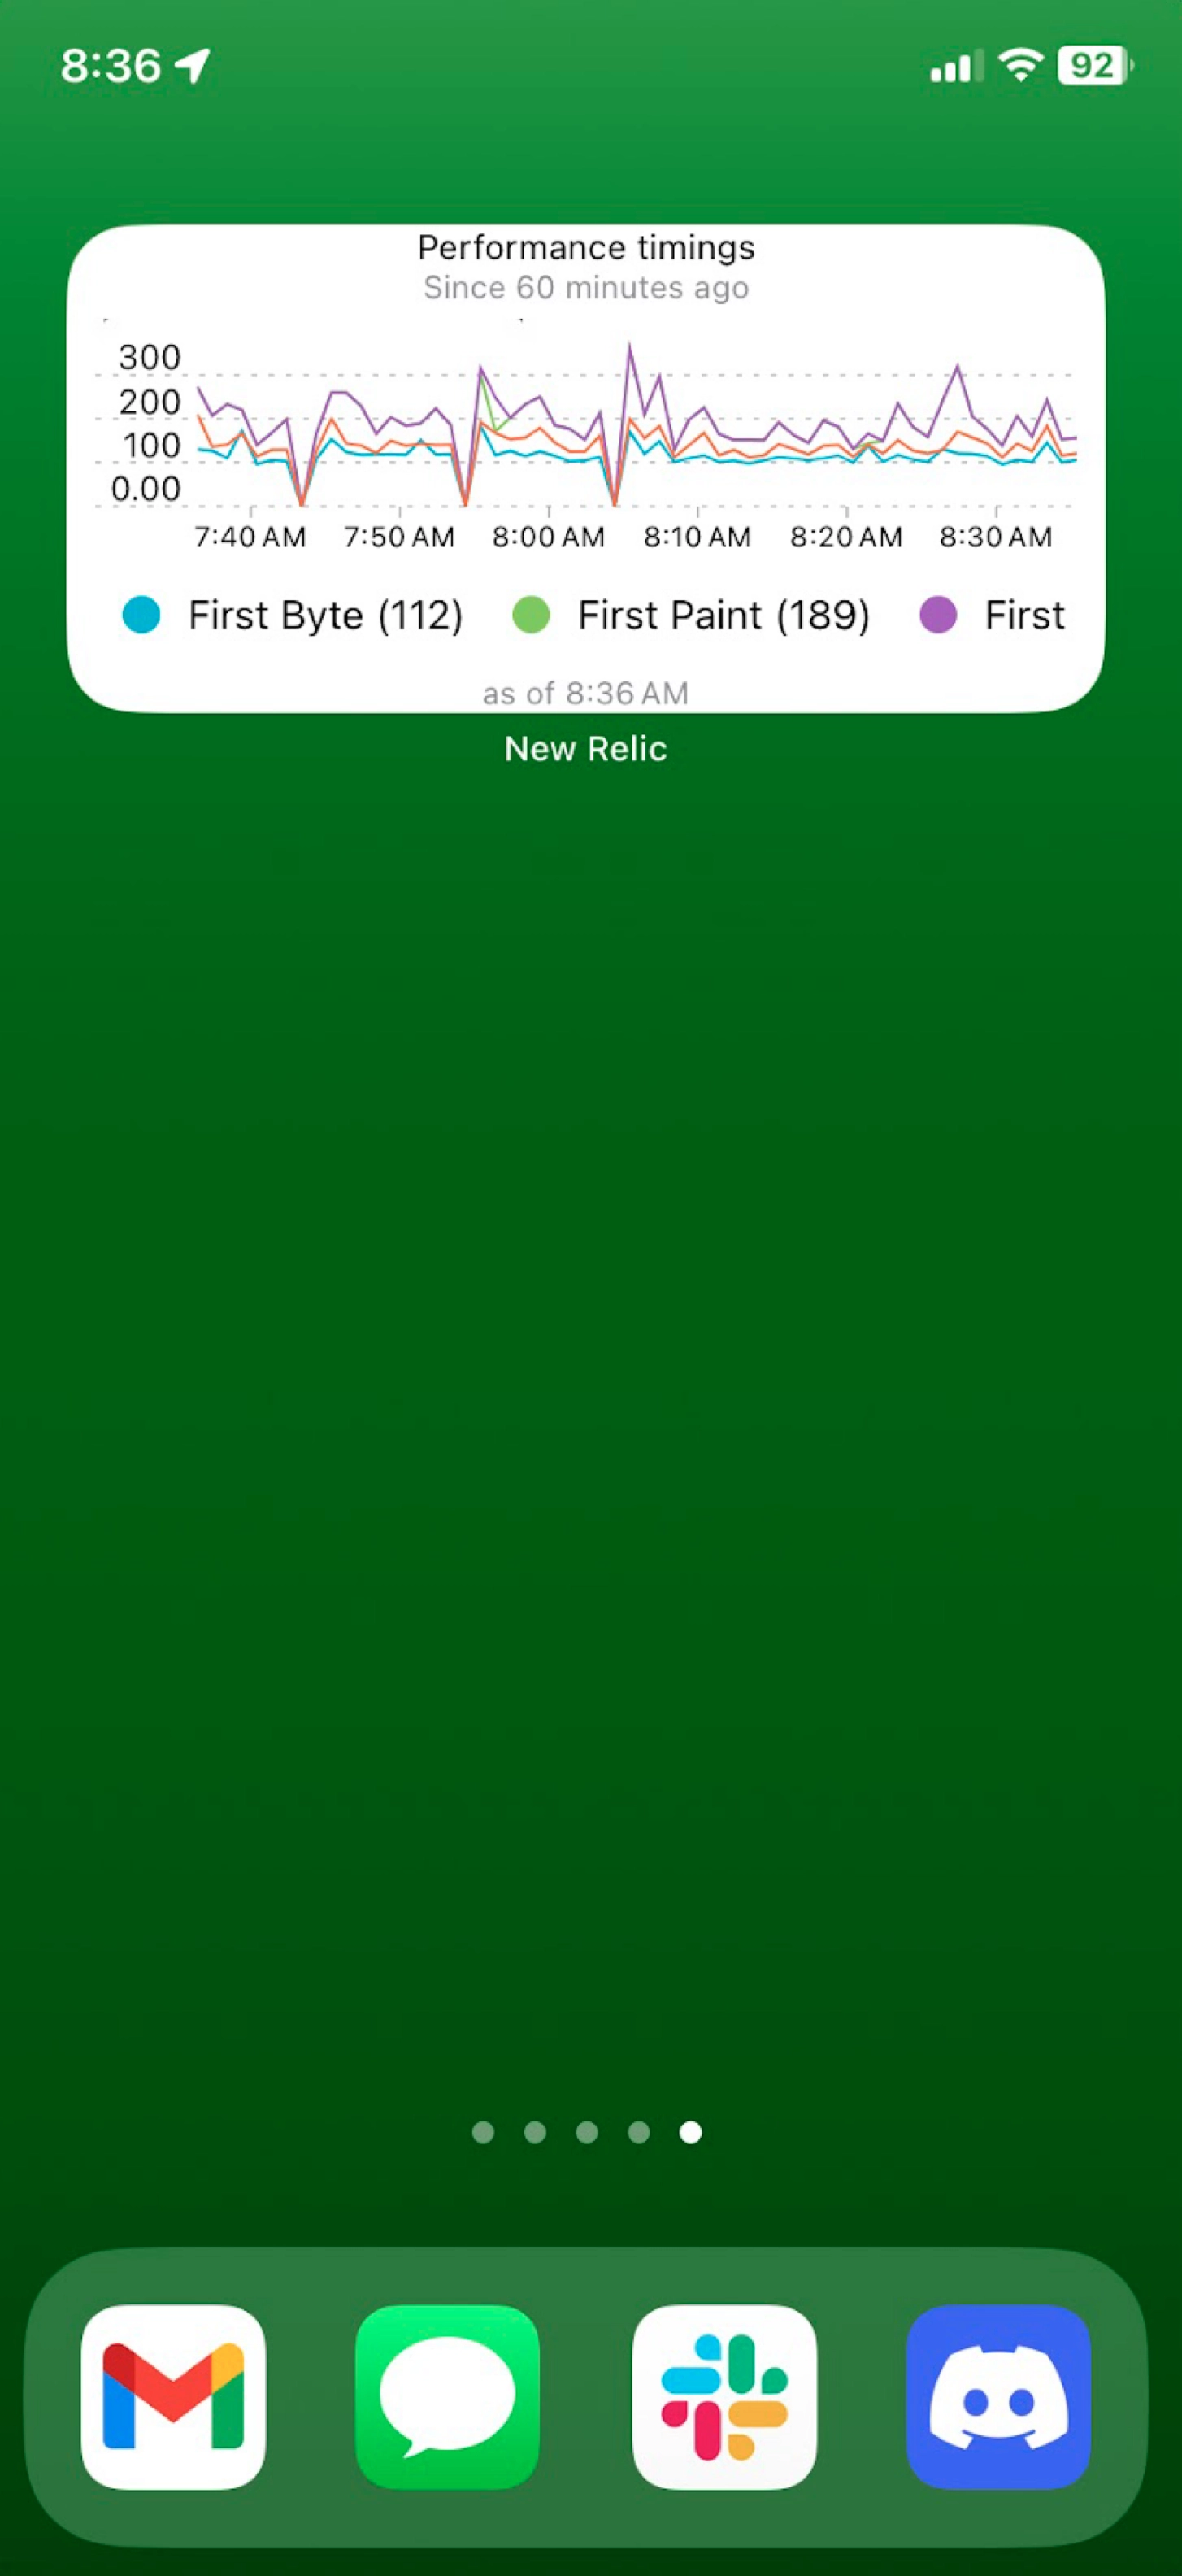 8:36
92
Performance timings
Since 60 minutes ago
300
200
100
0.00
7:40 AM 7:50 AM 8:00 AM 8:10 AM 8:20 AM 8:30 AM
First Byte (112) First Paint (189) First
as of 8:36 AM
New Relic